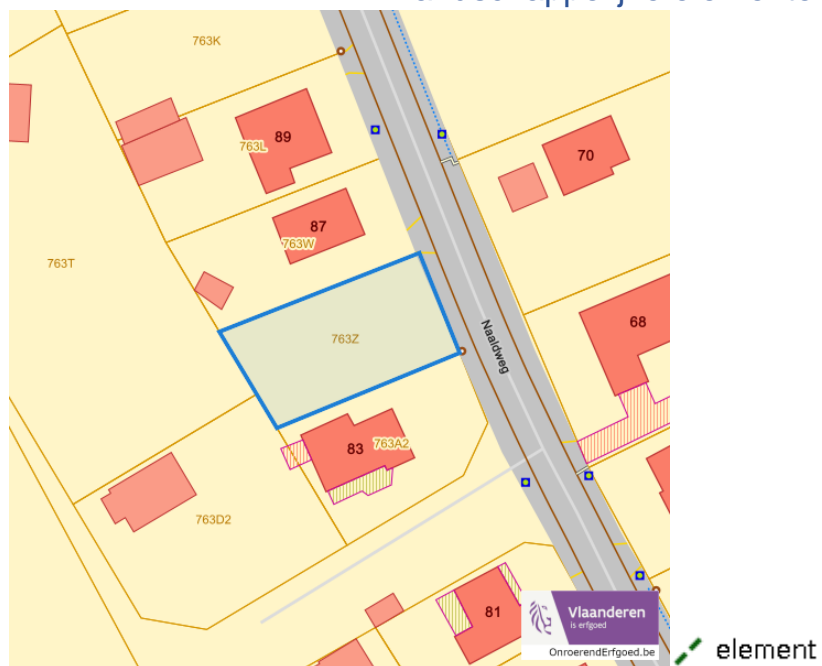 763K
89
763L
70
87
763W
763T
763Z
Naaldweg
68
83
763A2
763D2
81
Vlaanderen
is erfgoed
OnroerendErfgoed.be
element